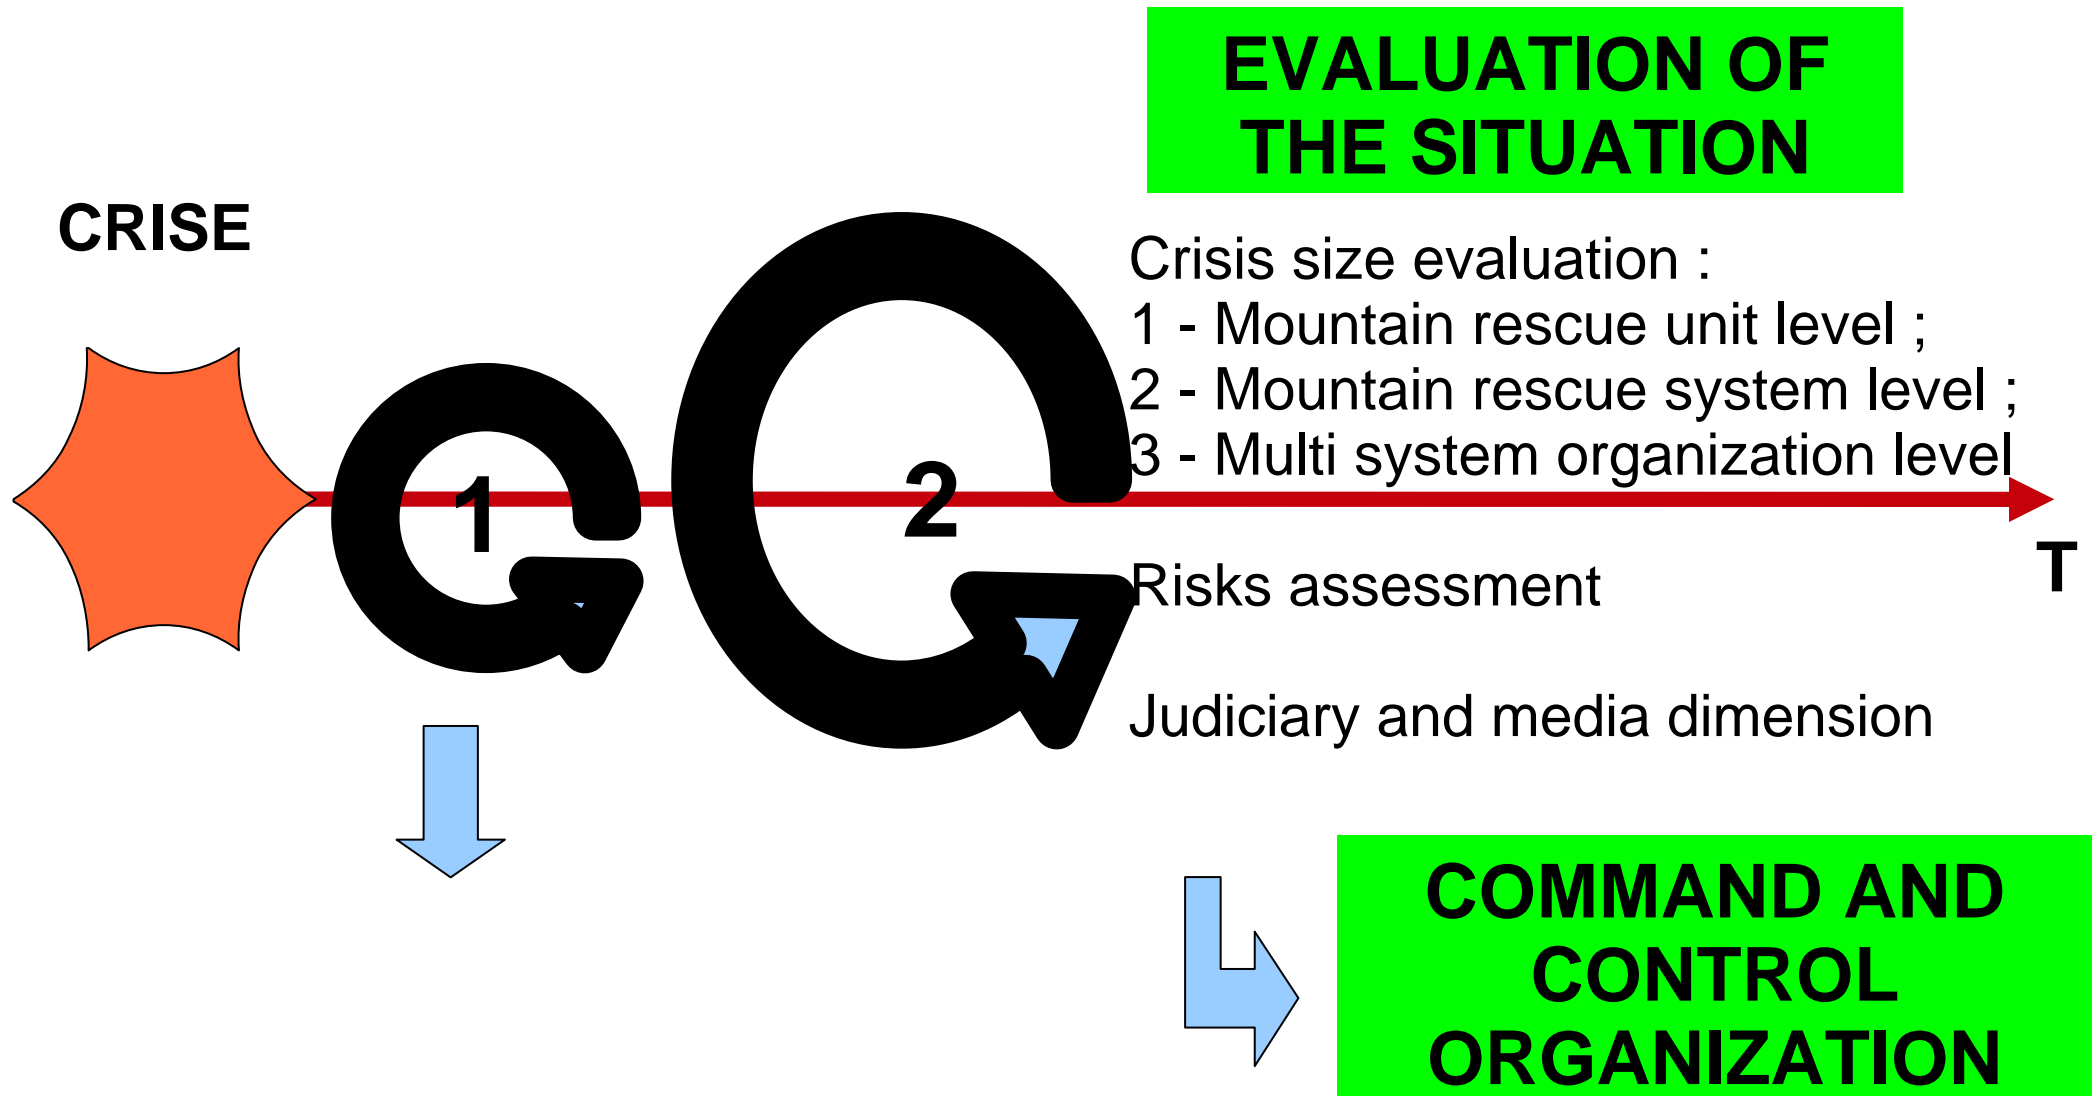 EVALUATION OF
THE SITUATION
CRISE
Crisis size evaluation :
1 - Mountain rescue unit level ;
2 - Mountain rescue system level ;
3 - Multi system organization level
1
2
T
Risks assessment
Judiciary and media dimension
COMMAND AND
CONTROL
ORGANIZATION